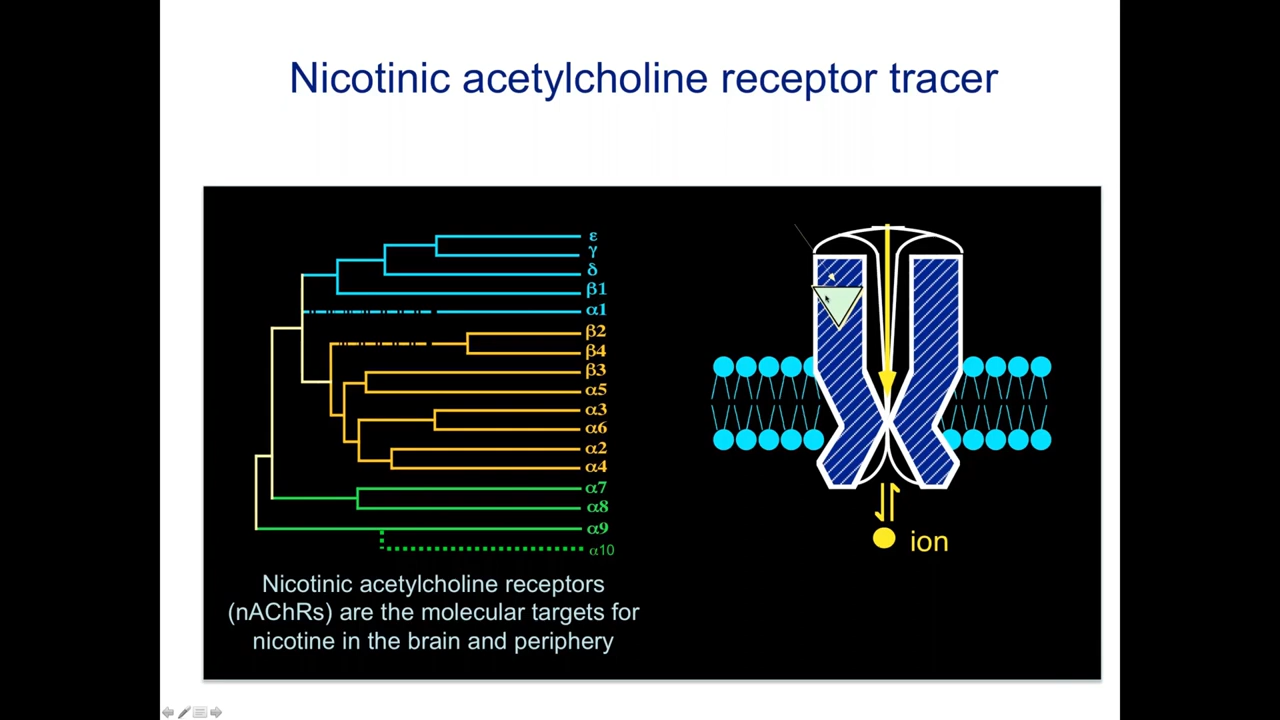 Nicotinic acetylcholine receptor tracer
ε
γ
δ
β1
α1
β2
β4
β3
α5
α3
α6
α2
α4
α7
α8
α9
α10
Nicotinic acetylcholine receptors
(nAChRs) are the molecular targets for
nicotine in the brain and periphery
ion